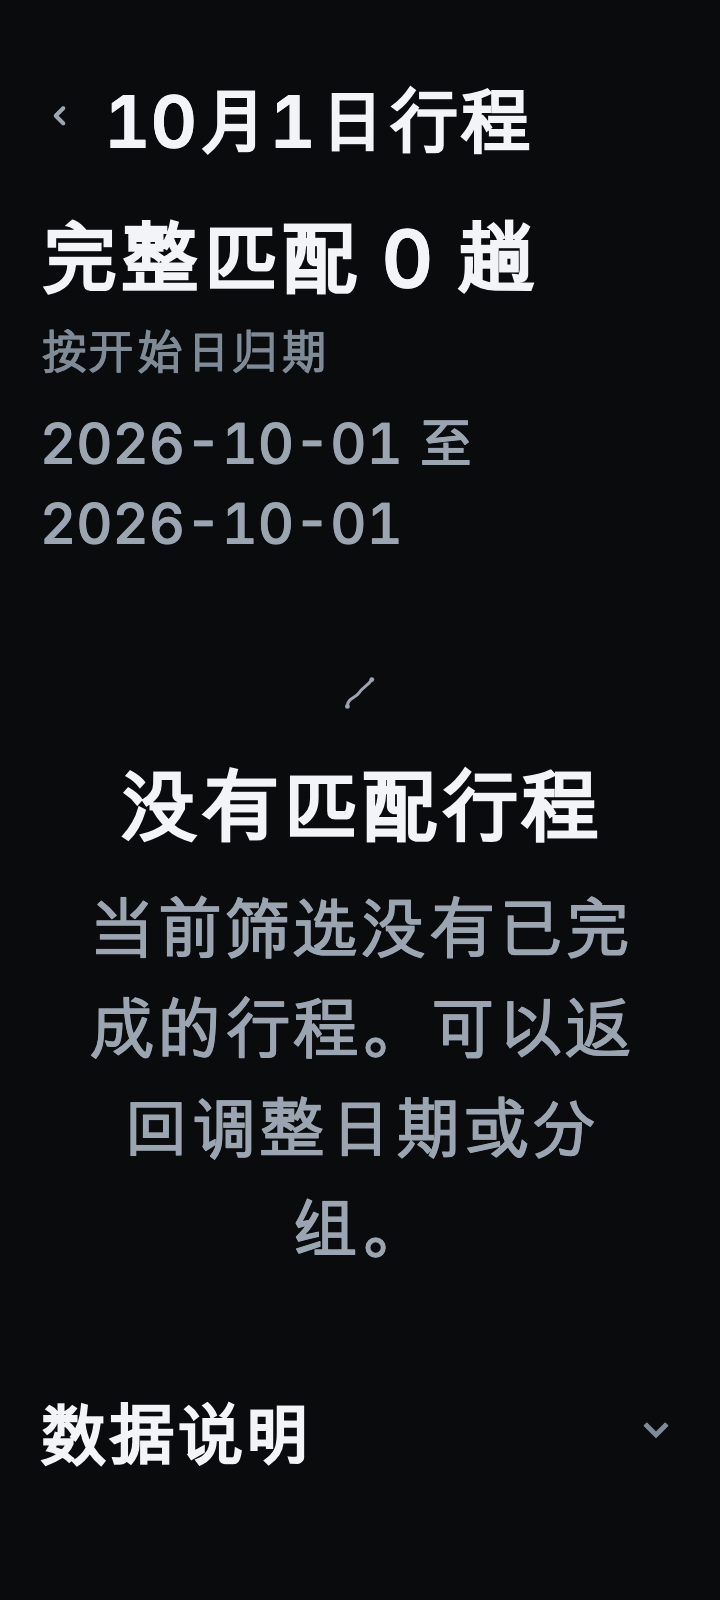 10月1日行程
完整匹配 0 趟
按开始日归期
2026-10-01 至
2026-10-01
没有匹配行程
当前筛选没有已完
成的行程。可以返
回调整日期或分
组。
数据说明